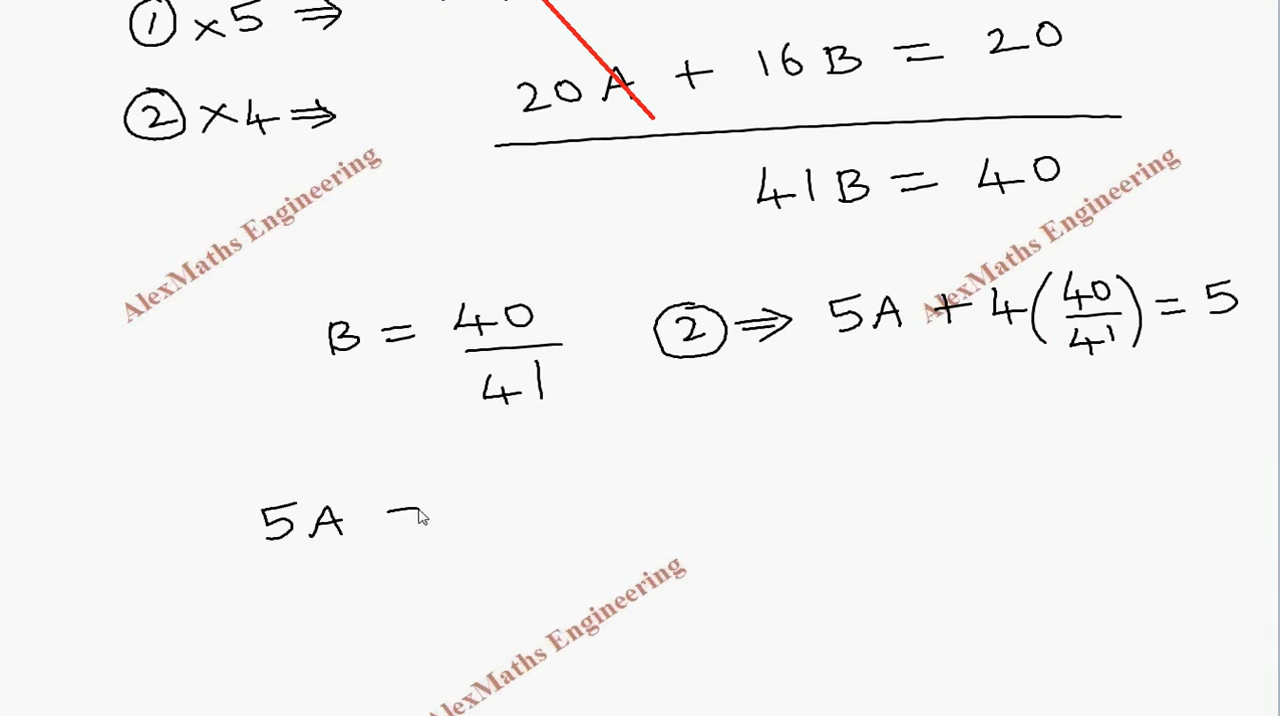 ① ×5 ⇒
20A + 16B = 20
② ×4 ⇒
41B = 40
AlexMaths Engineering
AlexMaths Engineering
B = 40/41
② ⇒ 5A + 4(40/41) = 5
5A
AlexMaths Engineering